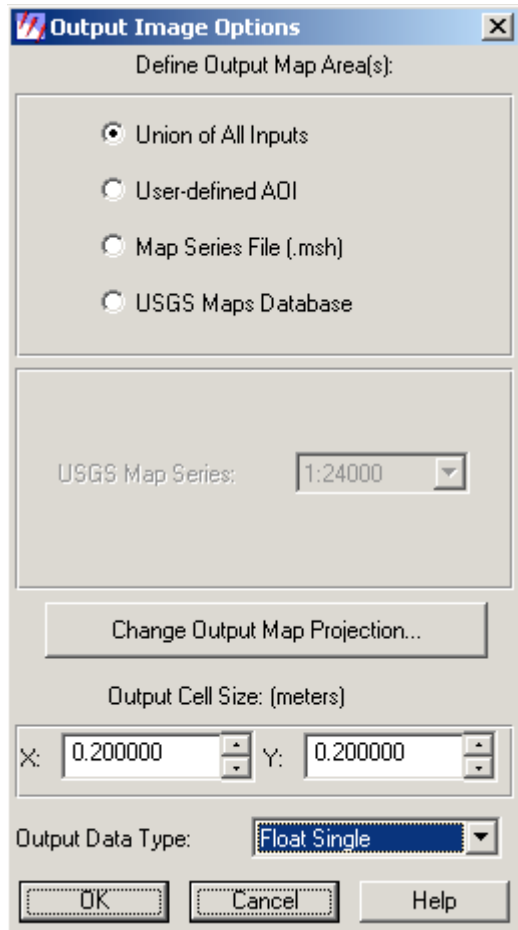 Output Image Options
Define Output Map Area(s):
Union of All Inputs
User-defined AOI
Map Series File (.msh)
USGS Maps Database
USGS Map Series: 1:24000
Change Output Map Projection...
Output Cell Size: (meters)
X: 0.200000 Y: 0.200000
Output Data Type: Float Single
OK Cancel Help